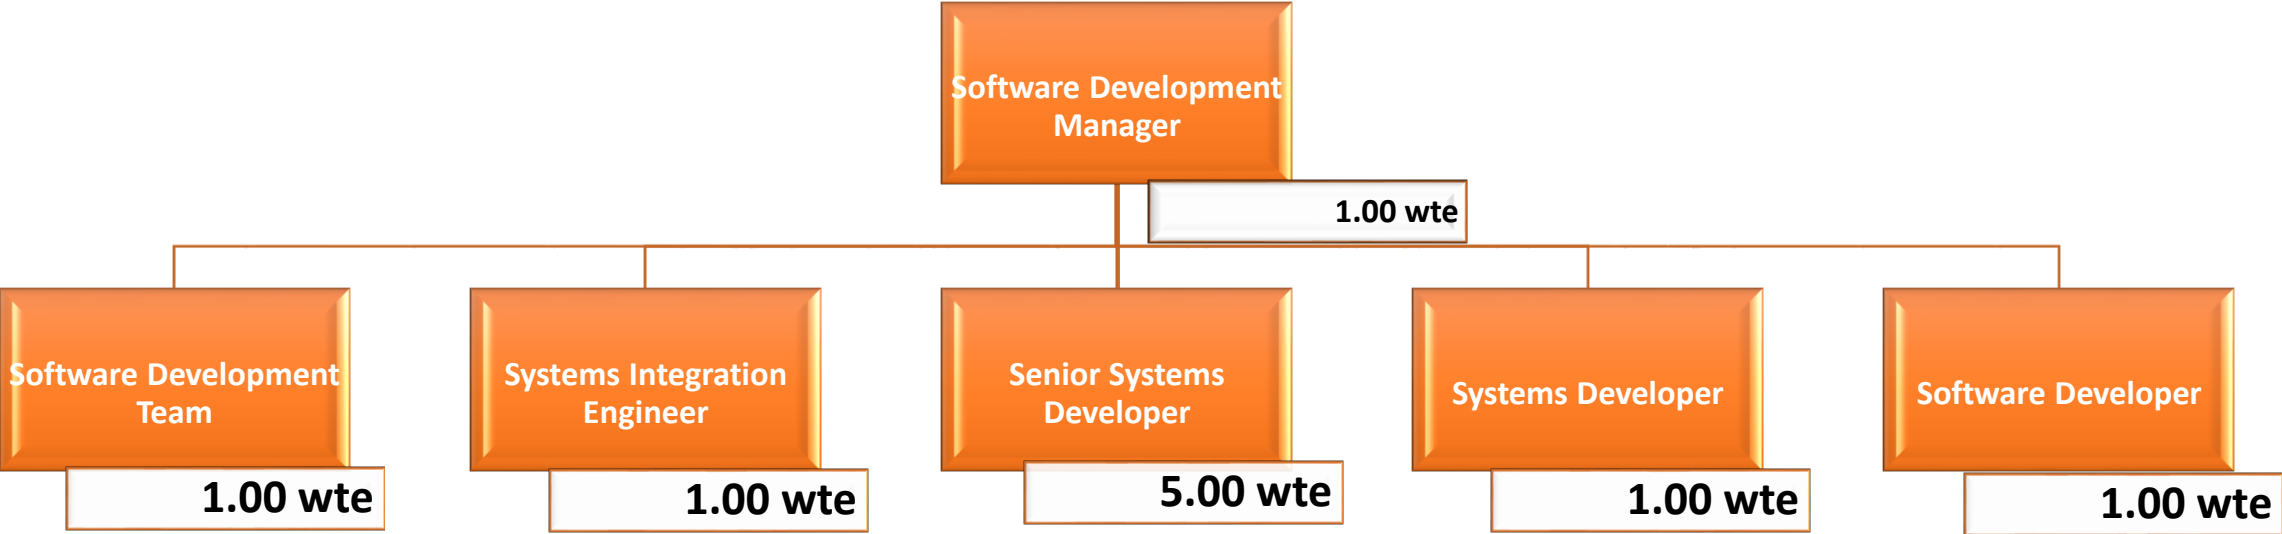 Software Development
Manager
1.00 wte
Software Development
Team
1.00 wte
Systems Integration
Engineer
1.00 wte
Senior Systems
Developer
5.00 wte
Systems Developer
1.00 wte
Software Developer
1.00 wte